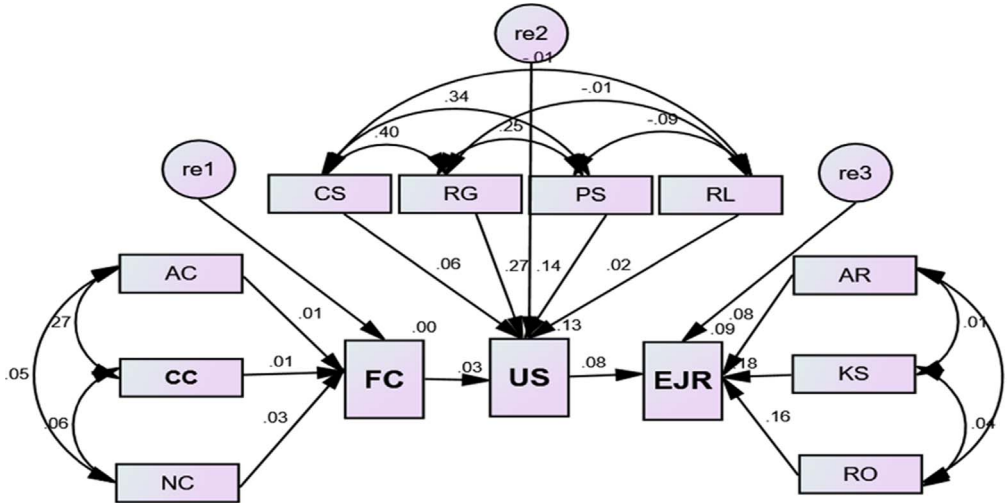 re2
-.01
.34
-.01
.40
.25
-.09
re1
re3
CS
RG
PS
RL
AC
AR
.06
.27
.14
.02
.01
.00
.13
.08
.09
.01
.27
.05
CC
.01
FC
.03
US
.08
EJR
.18
KS
.06
.03
.16
.04
NC
RO